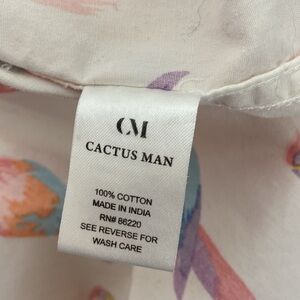 CM
CACTUS MAN
100% COTTON
MADE IN INDIA
RN# 86220
SEE REVERSE FOR
WASH CARE